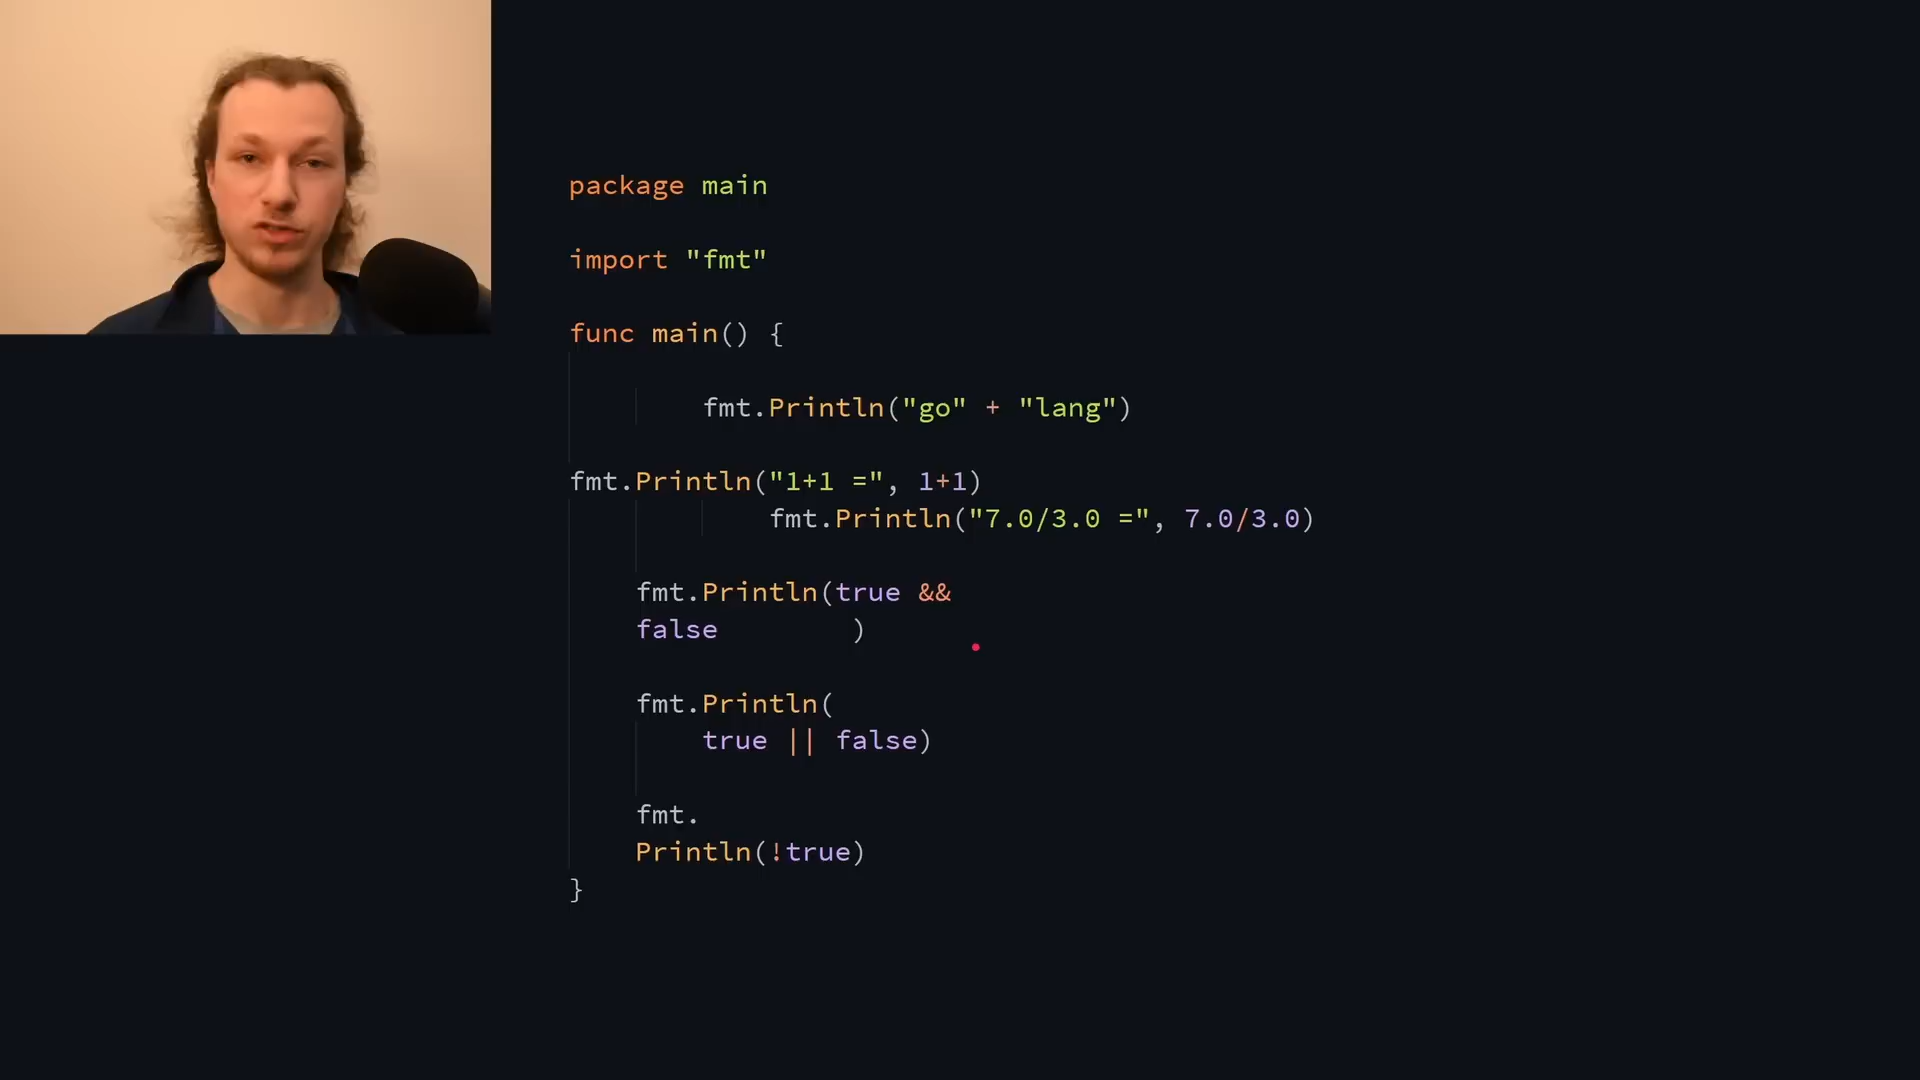 package main
import "fmt"
func main() {
fmt.Println("go" + "lang")
fmt.Println("1+1 =", 1+1)
fmt.Println("7.0/3.0 =", 7.0/3.0)
fmt.Println(true &&
false        )
fmt.Println(
true || false)
fmt.
Println(!true)
}